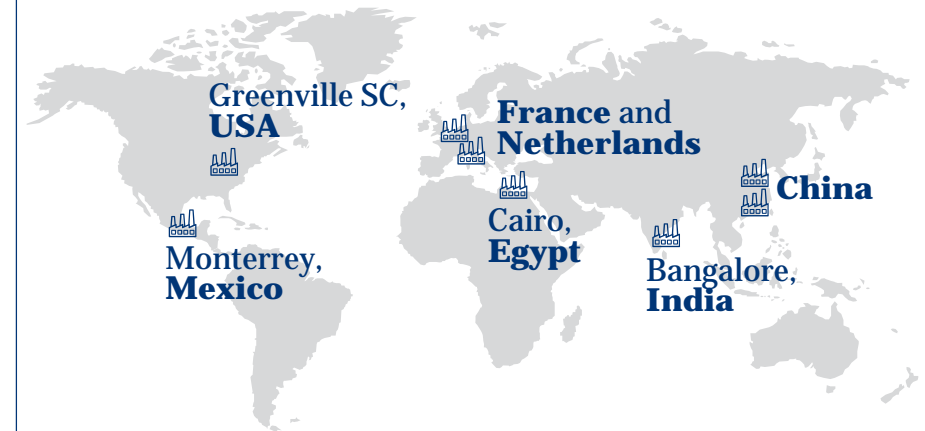 Greenville SC,
USA
France and
Netherlands
China
Cairo,
Egypt
Monterrey,
Mexico
Bangalore,
India